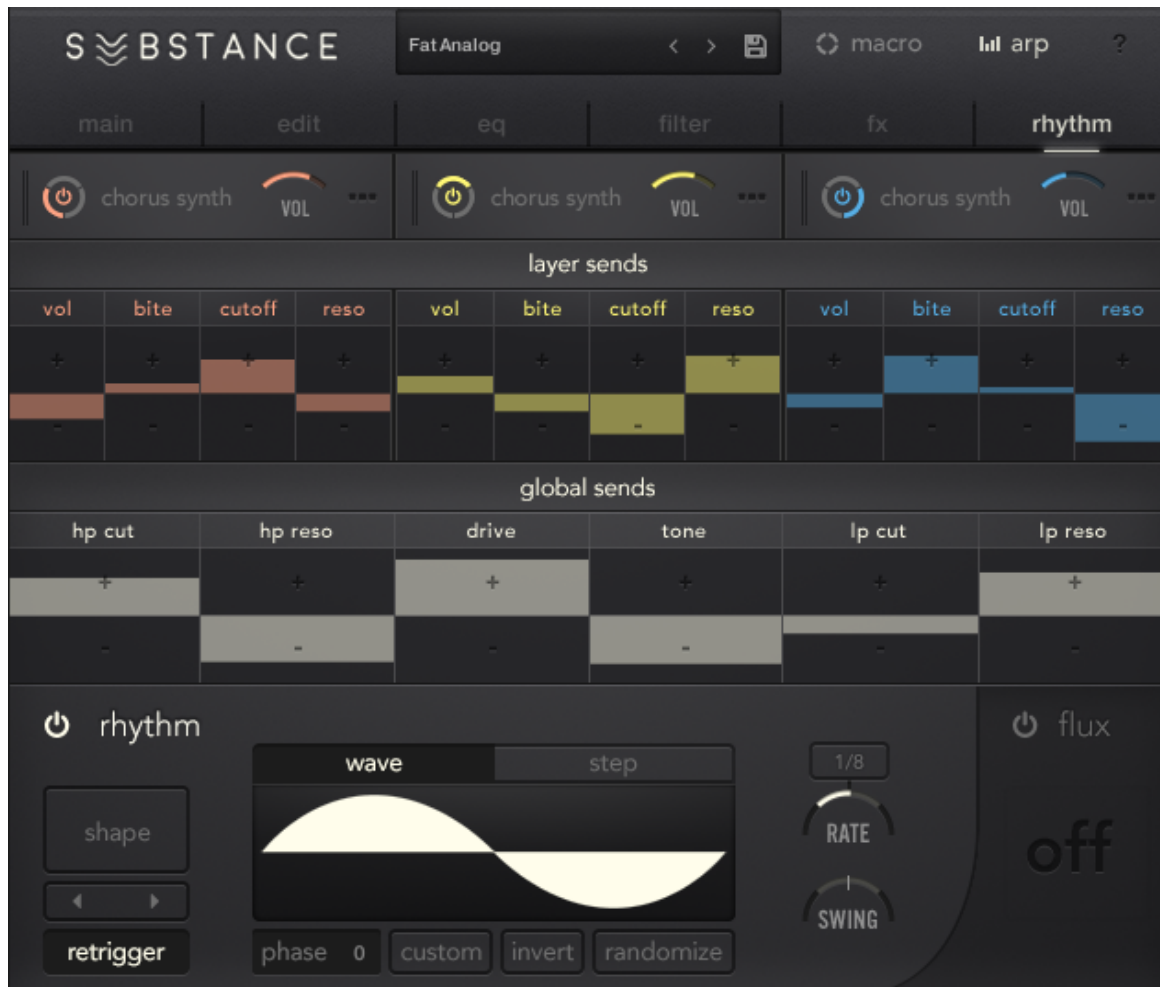 SUBSTANCE
FatAnalog < > macro arp ?
main edit eq filter fx rhythm
chorus synth VOL chorus synth VOL chorus synth VOL
layer sends
vol bite cutoff reso vol bite cutoff reso vol bite cutoff reso
+ + + + + + + + + + + +
- - - - - - - - - - - -
global sends
hp cut hp reso drive tone lp cut lp reso
+ + + + + +
- - - - - -
rhythm flux
wave step 1/8
shape RATE off
SWING
retrigger phase 0 custom invert randomize